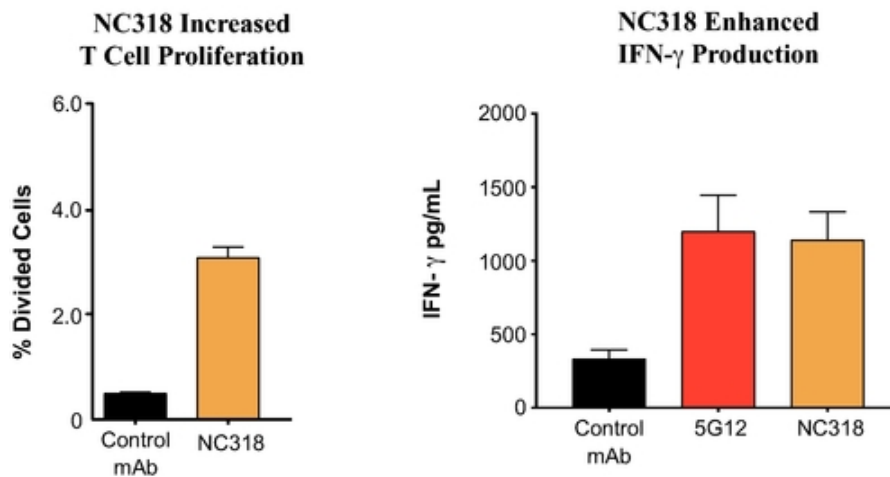 NC318 Increased
T Cell Proliferation
% Divided Cells
6.0
4.0
2.0
0
Control
mAb
NC318
NC318 Enhanced
IFN-γ Production
IFN- γ pg/mL
2000
1500
1000
500
0
Control
mAb
5G12
NC318